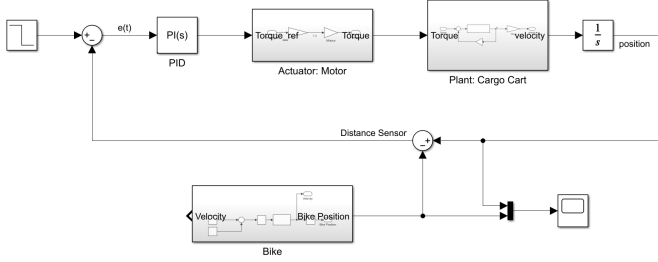 e(t)
PI(s)
PID
Torque_ref
Torque
Actuator: Motor
Torque
velocity
Plant: Cargo Cart
1
s
position
Distance Sensor
Velocity
Bike Position
Bike